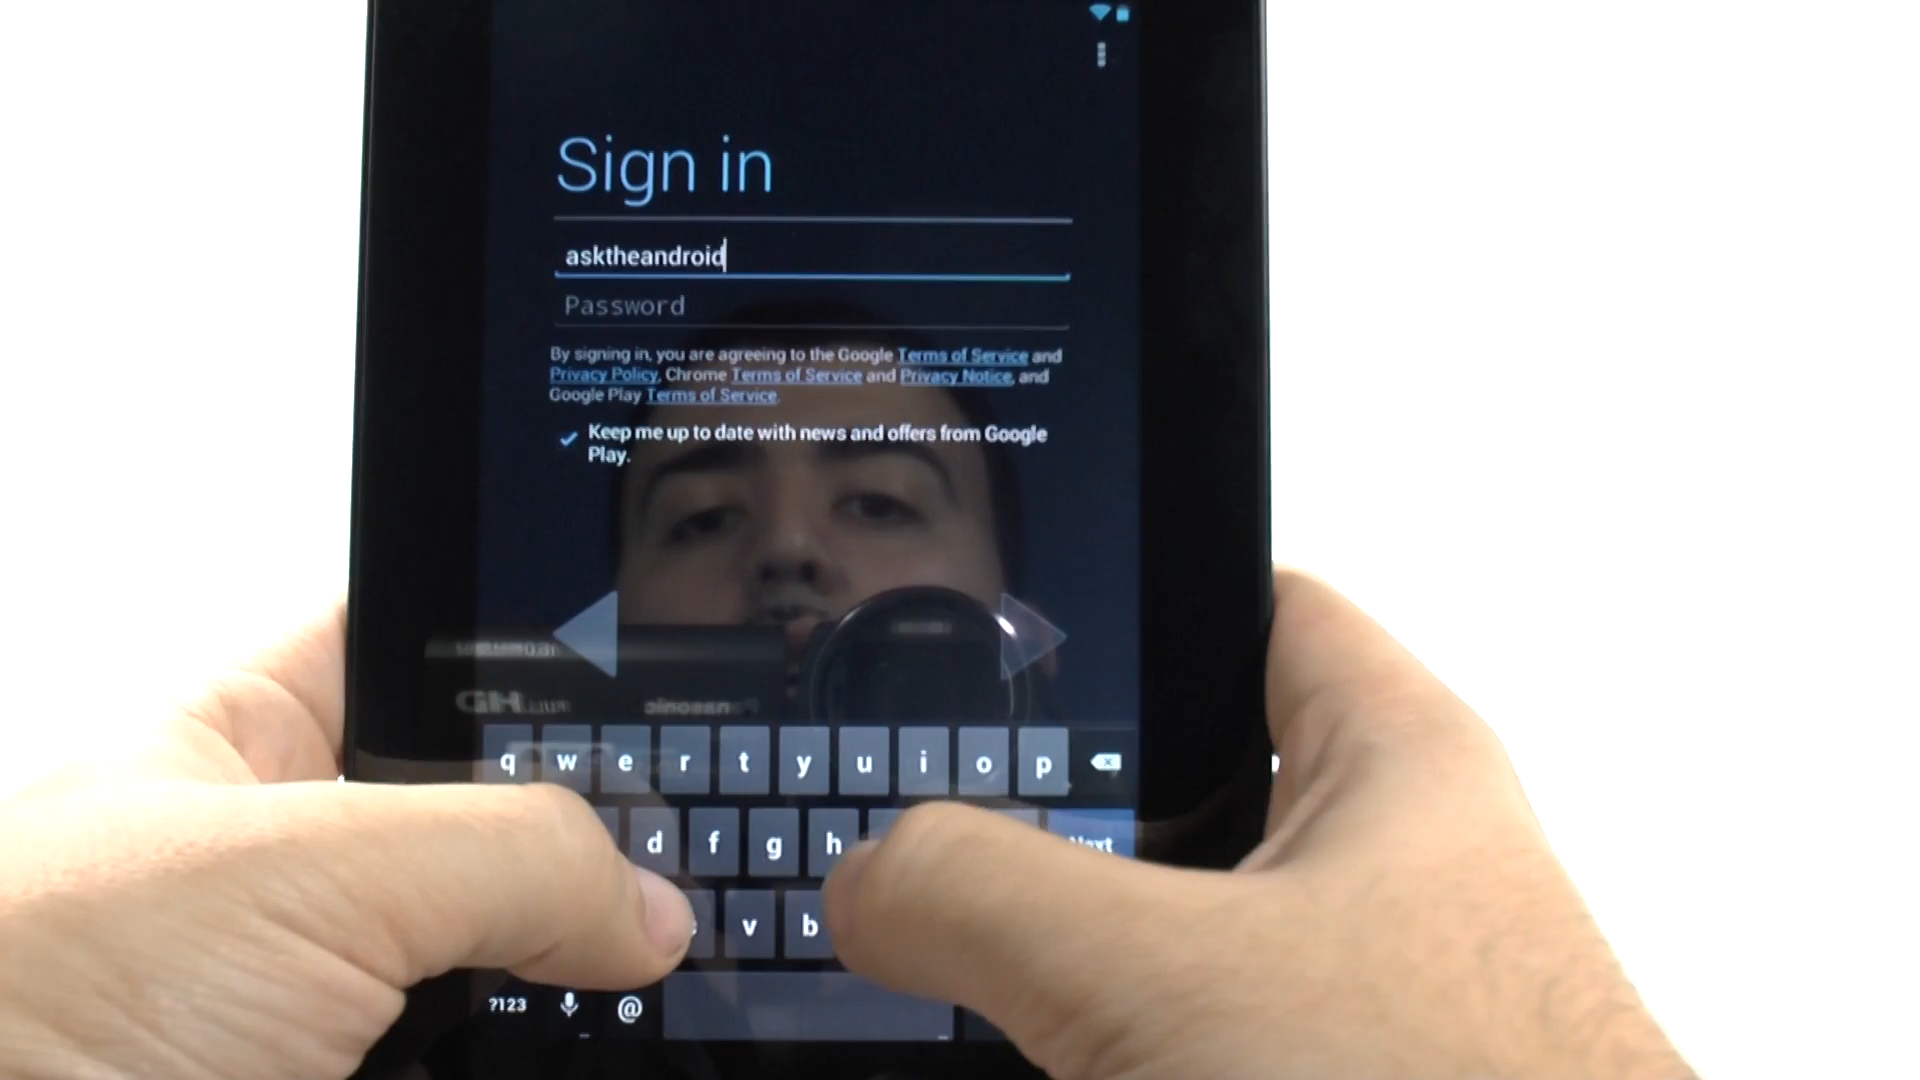 Sign in
asktheandroid
Password
By signing in, you are agreeing to the Google Terms of Service and
Privacy Policy, Chrome Terms of Service and Privacy Notice, and
Google Play Terms of Service.
Keep me up to date with news and offers from Google
Play.
Panasonic
q w e r t y u i o p
d f g h Next
v b
?123 @